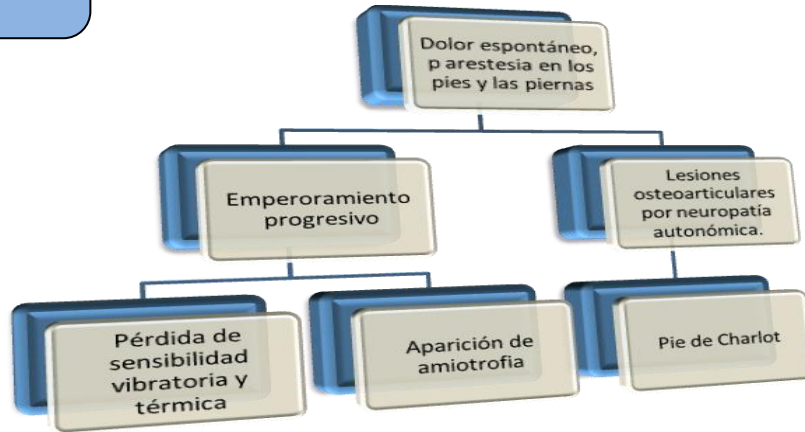 Dolor espontáneo,
p arestesia en los
pies y las piernas
Emperoramiento
progresivo
Lesiones
osteoarticulares
por neuropatía
autonómica.
Pérdida de
sensibilidad
vibratoria y
térmica
Aparición de
amiotrofia
Pie de Charlot